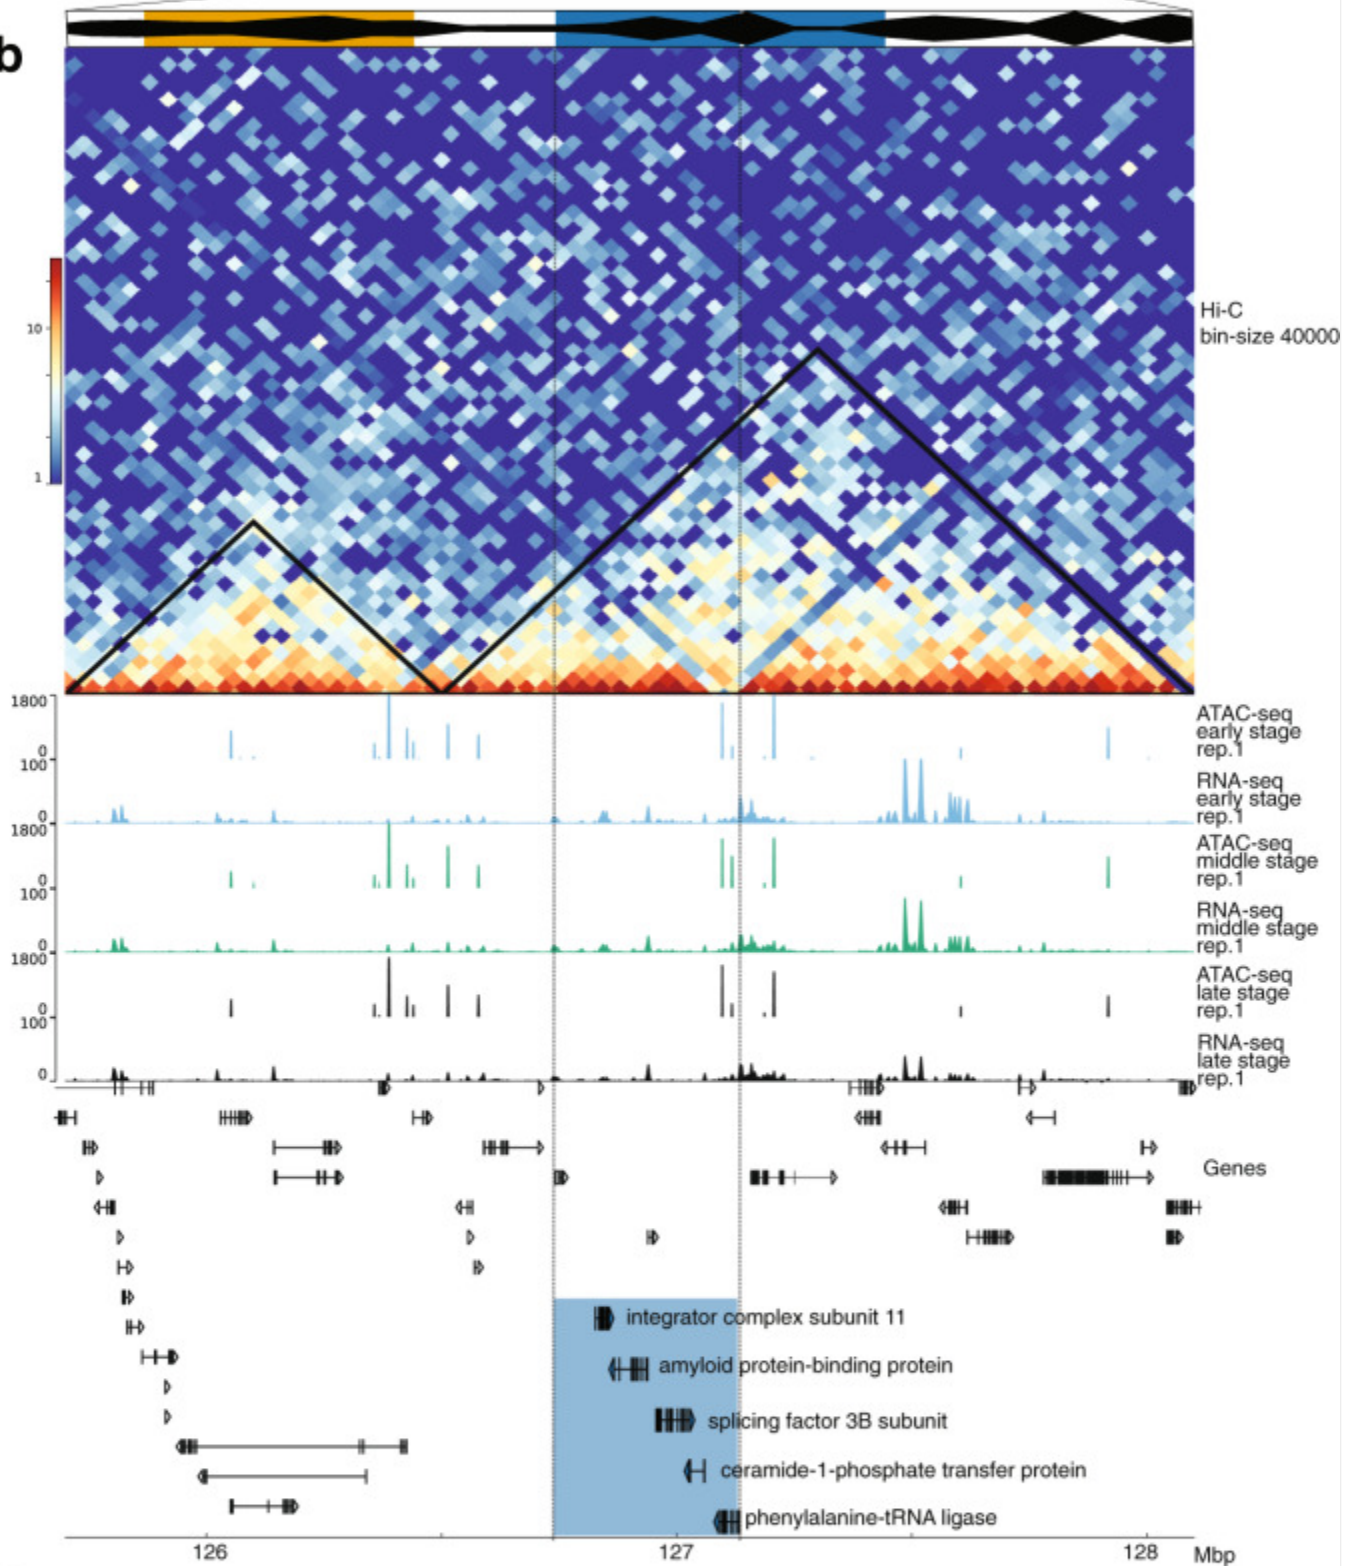 b
10
1
Hi-C
bin-size 40000
1800
0
ATAC-seq
early stage
rep.1
100
0
RNA-seq
early stage
rep.1
1800
0
ATAC-seq
middle stage
rep.1
100
0
RNA-seq
middle stage
rep.1
1800
0
ATAC-seq
late stage
rep.1
100
0
RNA-seq
late stage
rep.1
Genes
integrator complex subunit 11
amyloid protein-binding protein
splicing factor 3B subunit
ceramide-1-phosphate transfer protein
phenylalanine-tRNA ligase
126
127
128
Mbp